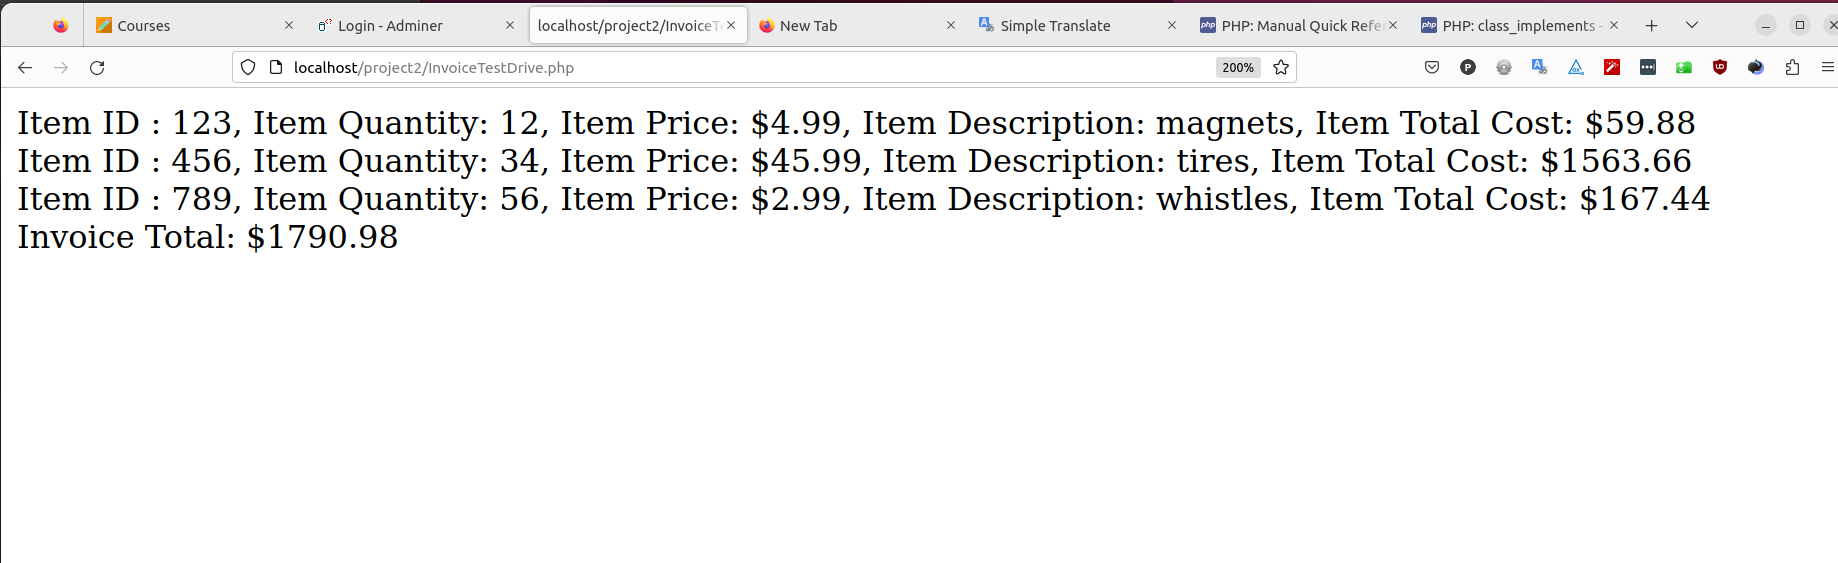 Courses
Login - Adminer
localhost/project2/InvoiceT
New Tab
Simple Translate
PHP: Manual Quick Refe
PHP: class_implements -
localhost/project2/InvoiceTestDrive.php
200%
Item ID : 123, Item Quantity: 12, Item Price: $4.99, Item Description: magnets, Item Total Cost: $59.88
Item ID : 456, Item Quantity: 34, Item Price: $45.99, Item Description: tires, Item Total Cost: $1563.66
Item ID : 789, Item Quantity: 56, Item Price: $2.99, Item Description: whistles, Item Total Cost: $167.44
Invoice Total: $1790.98